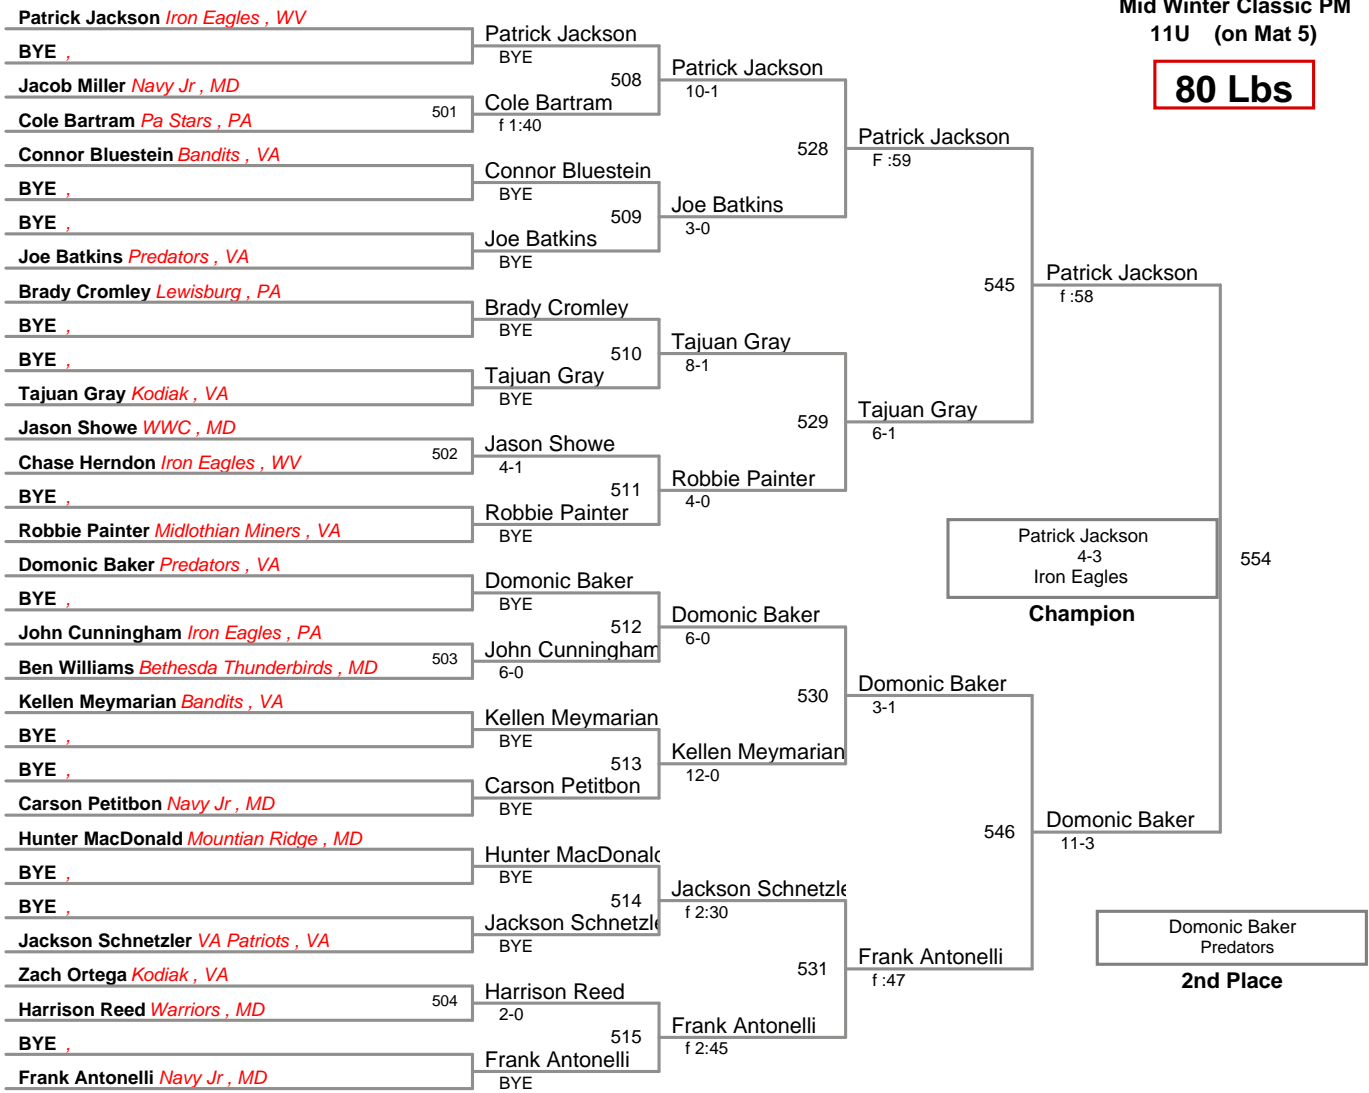 Mid Winter Classic PM
11U (on Mat 5)
80 Lbs
Patrick Jackson Iron Eagles , WV
BYE ,
Jacob Miller Navy Jr , MD
Cole Bartram Pa Stars , PA
Connor Bluestein Bandits , VA
BYE ,
BYE ,
Joe Batkins Predators , VA
Brady Cromley Lewisburg , PA
BYE ,
BYE ,
Tajuan Gray Kodiak , VA
Jason Showe WWC , MD
Chase Herndon Iron Eagles , WV
BYE ,
Robbie Painter Midlothian Miners , VA
Domonic Baker Predators , VA
BYE ,
John Cunningham Iron Eagles , PA
Ben Williams Bethesda Thunderbirds , MD
Kellen Meymarian Bandits , VA
BYE ,
BYE ,
Carson Petitbon Navy Jr , MD
Hunter MacDonald Mountian Ridge , MD
BYE ,
BYE ,
Jackson Schnetzler VA Patriots , VA
Zach Ortega Kodiak , VA
Harrison Reed Warriors , MD
BYE ,
Frank Antonelli Navy Jr , MD
501
502
503
504
Patrick Jackson
BYE
508
Cole Bartram
f 1:40
Connor Bluestein
BYE
509
Joe Batkins
BYE
Brady Cromley
BYE
510
Tajuan Gray
BYE
Jason Showe
4-1
511
Robbie Painter
BYE
Domonic Baker
BYE
512
John Cunningham
6-0
Kellen Meymarian
BYE
513
Carson Petitbon
BYE
Hunter MacDonald
BYE
514
Jackson Schnetzle
BYE
Harrison Reed
2-0
515
Frank Antonelli
BYE
Patrick Jackson
10-1
528
Joe Batkins
3-0
Tajuan Gray
8-1
529
Robbie Painter
4-0
Domonic Baker
6-0
530
Kellen Meymarian
12-0
Jackson Schnetzle
f 2:30
531
Frank Antonelli
f 2:45
Patrick Jackson
F :59
545
Tajuan Gray
6-1
Domonic Baker
3-1
546
Frank Antonelli
f :47
Patrick Jackson
f :58
554
Domonic Baker
11-3
Patrick Jackson
4-3
Iron Eagles
Champion
Domonic Baker
Predators
2nd Place